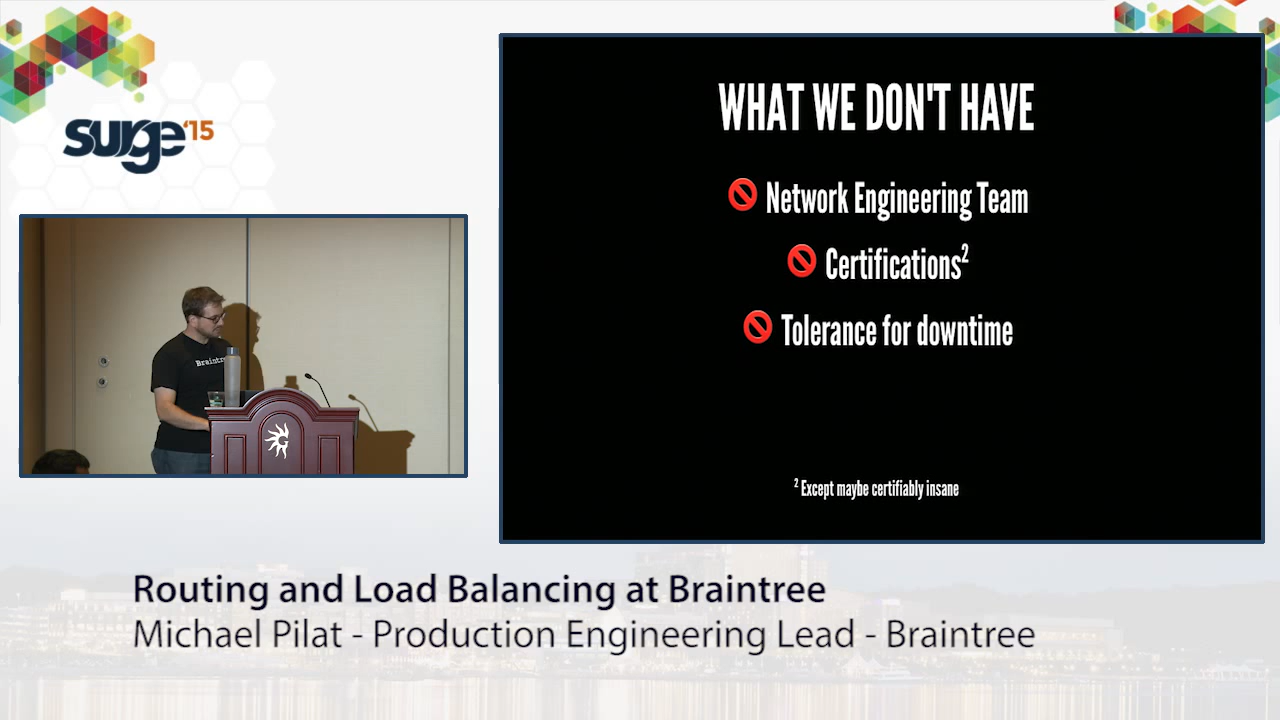 surge'15
WHAT WE DON'T HAVE
🚫 Network Engineering Team
🚫 Certifications²
🚫 Tolerance for downtime
² Except maybe certifiably insane
Routing and Load Balancing at Braintree
Michael Pilat - Production Engineering Lead - Braintree